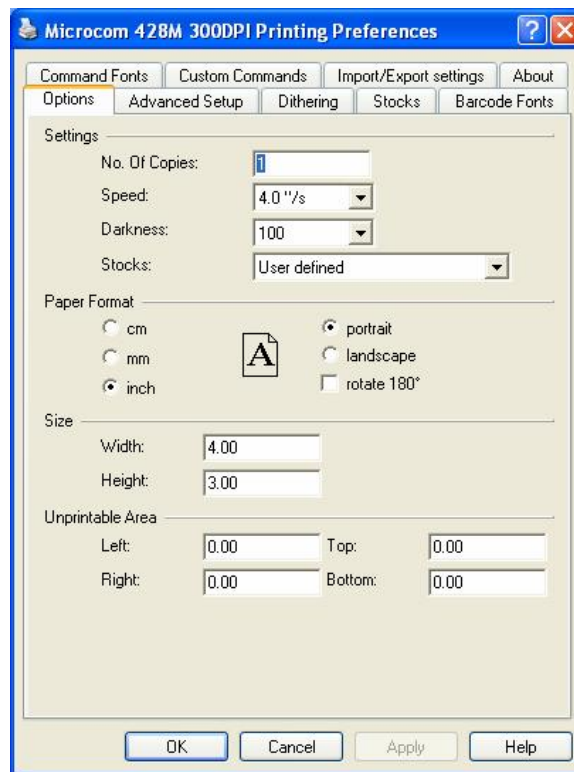 Microcom 428M 300DPI Printing Preferences
Command Fonts Custom Commands Import/Export settings About
Options Advanced Setup Dithering Stocks Barcode Fonts
Settings
No. Of Copies: 1
Speed: 4.0 "/s
Darkness: 100
Stocks: User defined
Paper Format
cm portrait
A
mm landscape
inch rotate 180°
Size
Width: 4.00
Height: 3.00
Unprintable Area
Left: 0.00 Top: 0.00
Right: 0.00 Bottom: 0.00
OK Cancel Apply Help